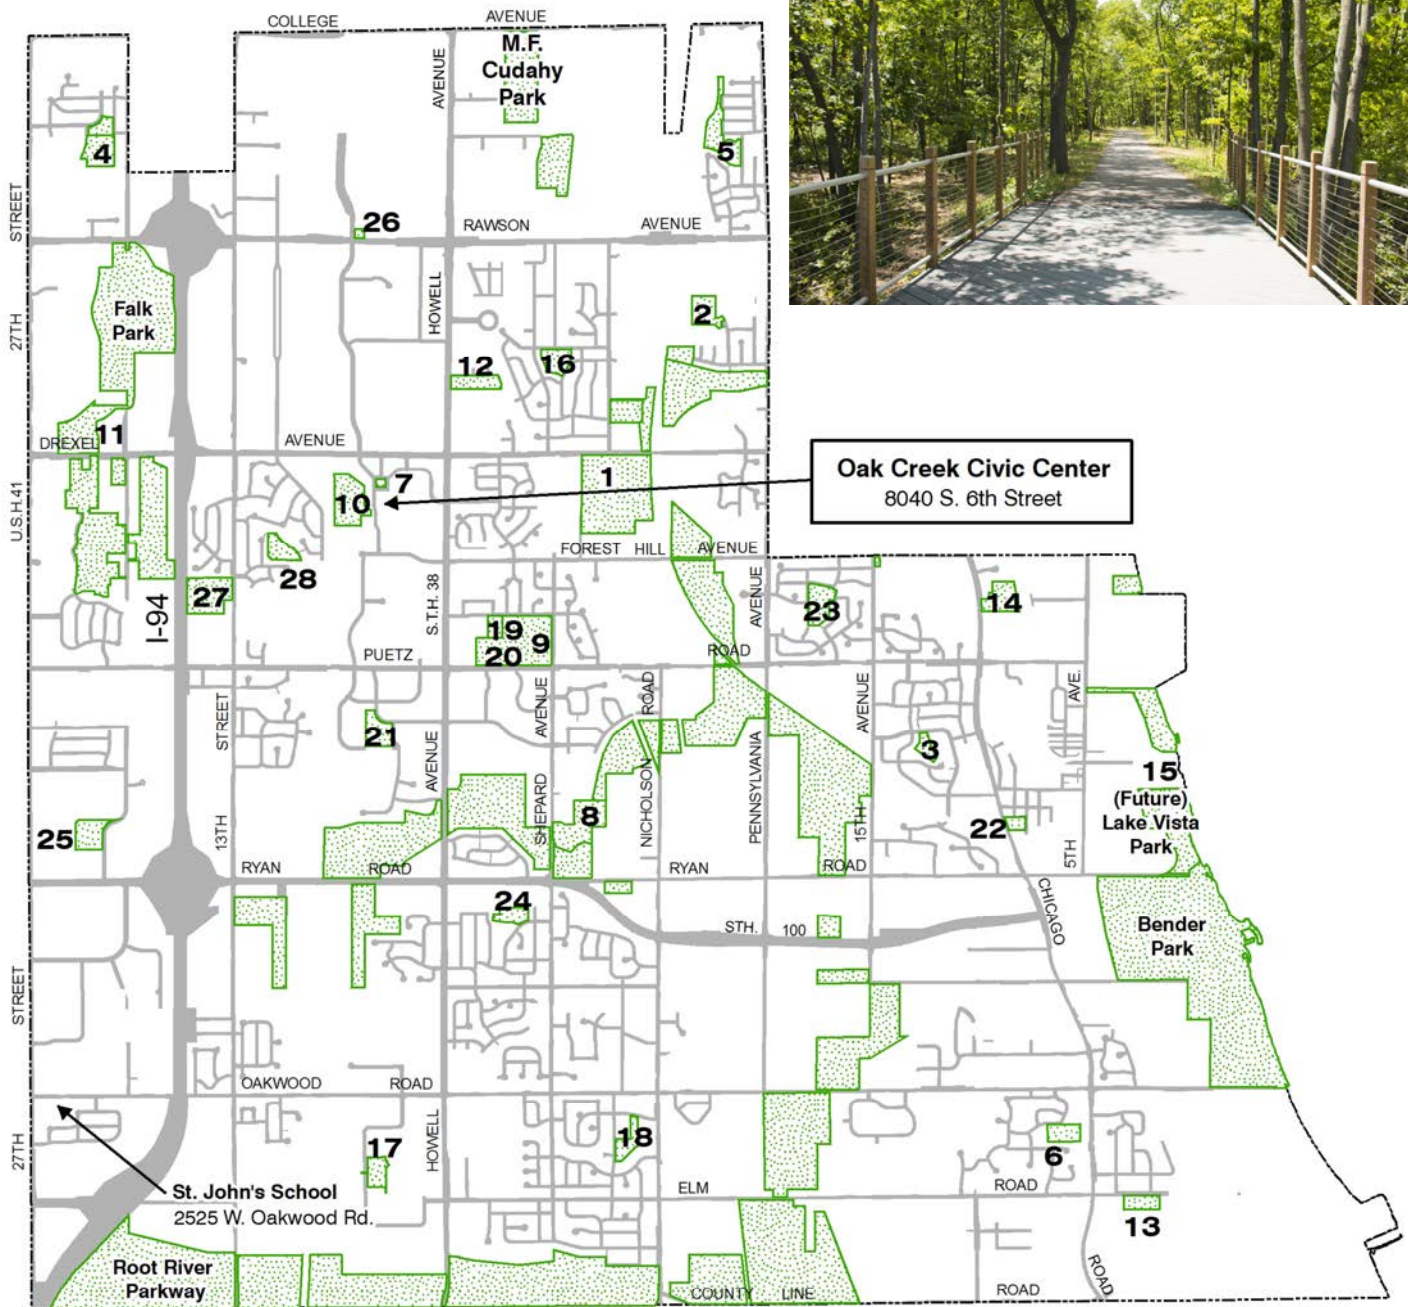 COLLEGE AVENUE
M.F.
Cudahy
Park
AVENUE
4
5
STREET
26
RAWSON AVENUE
Falk
Park
27TH
HOWELL
2
12
16
11
DREXEL AVENUE
U.S.H.41
10
7
1
Oak Creek Civic Center
8040 S. 6th Street
FOREST HILL AVENUE
28
27
I-94
S.T.H. 38
AVENUE
23
14
19
9
20
PUETZ ROAD
STREET
AVENUE
ROAD
AVENUE
AVE.
21
3
AVENUE
PENNSYLVANIA
15
(Future)
Lake Vista
Park
25
13TH
SHEPARD
8
NICHOLSON
15TH
22
5TH
RYAN ROAD RYAN ROAD
24
CHICAGO
STH. 100
Bender
Park
STREET
OAKWOOD ROAD
27TH
HOWELL
17
18
6
St. John's School
2525 W. Oakwood Rd.
ELM ROAD
13
Root River
Parkway
COUNTY LINE ROAD
ROAD